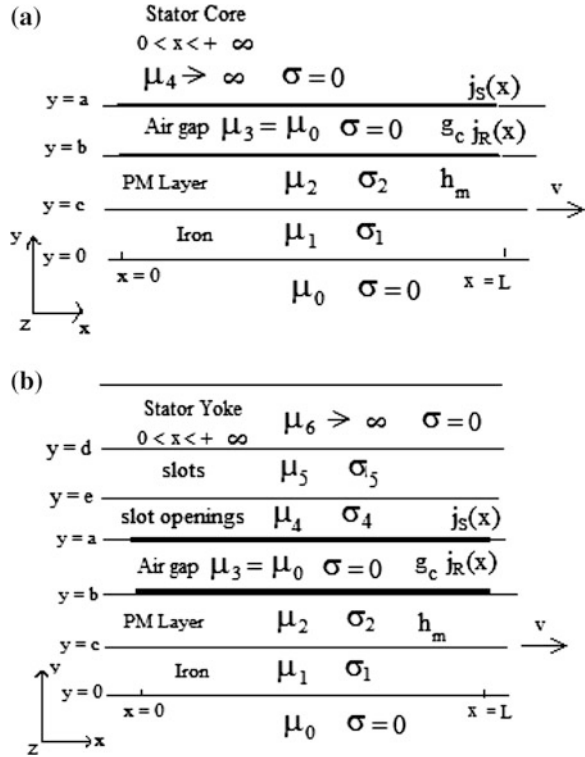 (a)
Stator Core
0 < x < + ∞
μ4 → ∞ σ = 0 jS(x)
y = a
Air gap μ3 = μ0 σ = 0 gc jR(x)
y = b
PM Layer μ2 σ2 hm
y = c v
Iron μ1 σ1
y
y = 0
x = 0 x = L
μ0 σ = 0
z x
(b)
Stator Yoke
0 < x < + ∞ μ6 → ∞ σ = 0
y = d
slots μ5 σ5
y = e
slot openings μ4 σ4 jS(x)
y = a
Air gap μ3 = μ0 σ = 0 gc jR(x)
y = b
PM Layer μ2 σ2 hm
y = c v
y
Iron μ1 σ1
y = 0
x = 0 x = L
μ0 σ = 0
z x